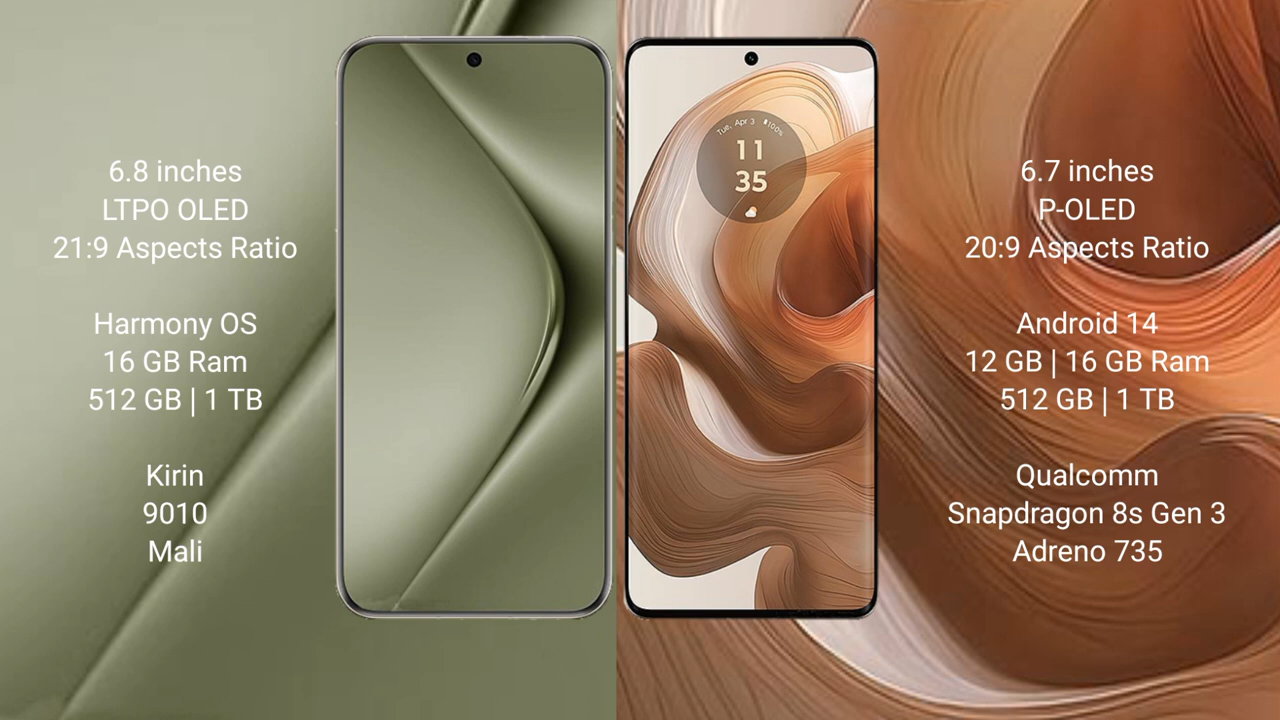 6.8 inches
LTPO OLED
21:9 Aspects Ratio
Harmony OS
16 GB Ram
512 GB | 1 TB
Kirin
9010
Mali
Tue, Apr 3 100%
11
35
6.7 inches
P-OLED
20:9 Aspects Ratio
Android 14
12 GB | 16 GB Ram
512 GB | 1 TB
Qualcomm
Snapdragon 8s Gen 3
Adreno 735